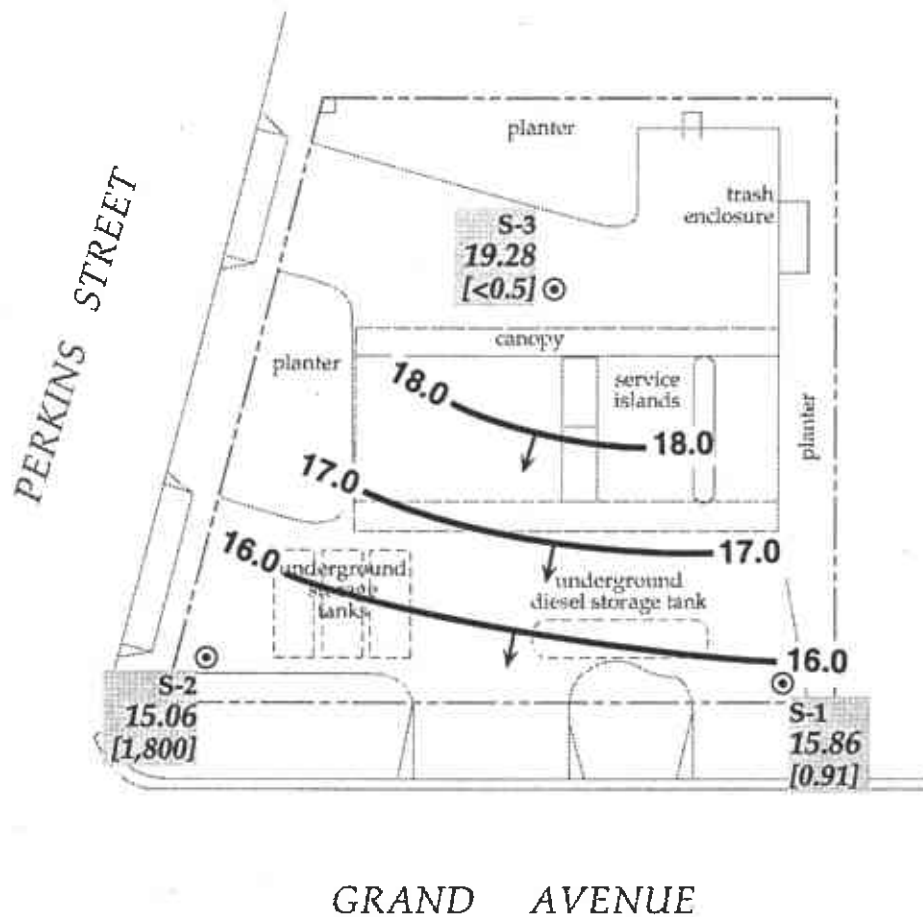 planter
trash
enclosure
S-3
19.28
[<0.5]
PERKINS STREET
canopy
planter
service
islands
planter
18.0
18.0
17.0
17.0
16.0
underground
storage
tanks
underground
diesel storage tank
16.0
S-2
15.06
[1,800]
S-1
15.86
[0.91]
GRAND AVENUE